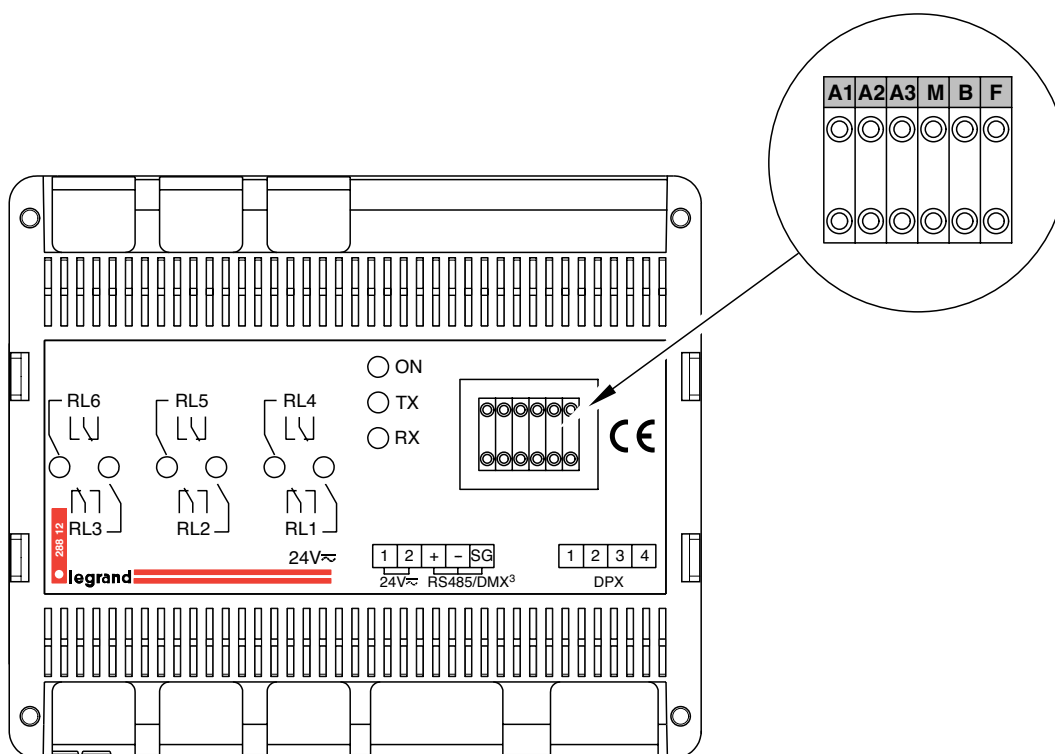 A1 A2 A3 M B F
ON
TX
RX
RL6 RL5 RL4
RL3 RL2 RL1
288 12
legrand
24V⎓
CE
1 2 + – SG
24V RS485/DMX³
1 2 3 4
DPX